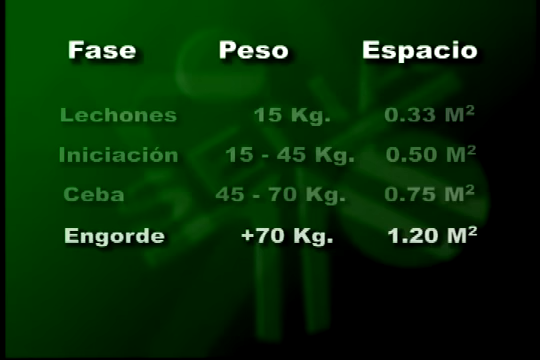 Fase Peso Espacio
Lechones 15 Kg. 0.33 M²
Iniciación 15 - 45 Kg. 0.50 M²
Ceba 45 - 70 Kg. 0.75 M²
Engorde +70 Kg. 1.20 M²